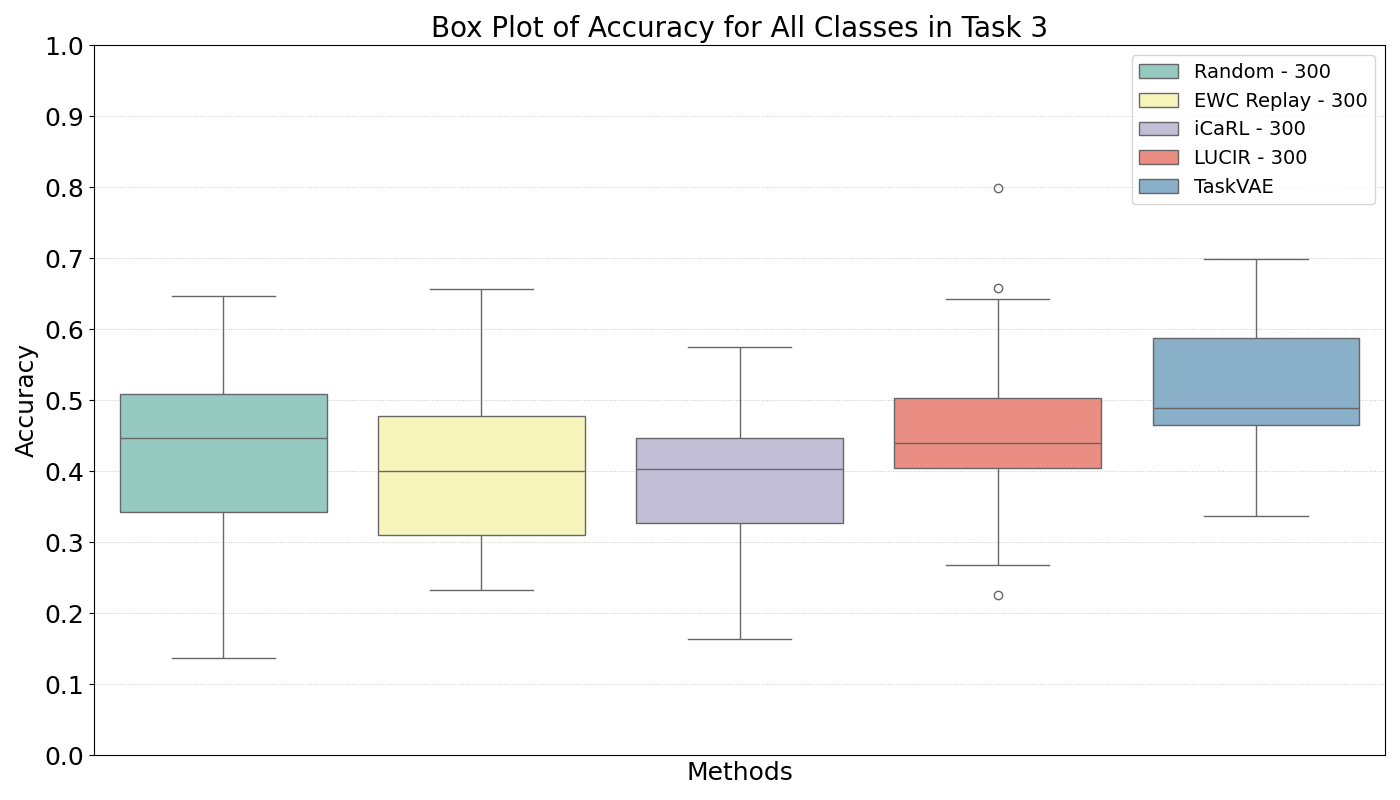 Box Plot of Accuracy for All Classes in Task 3
1.0
0.9
0.8
0.7
0.6
0.5
0.4
0.3
0.2
0.1
0.0
Accuracy
Methods
Random - 300
EWC Replay - 300
iCaRL - 300
LUCIR - 300
TaskVAE